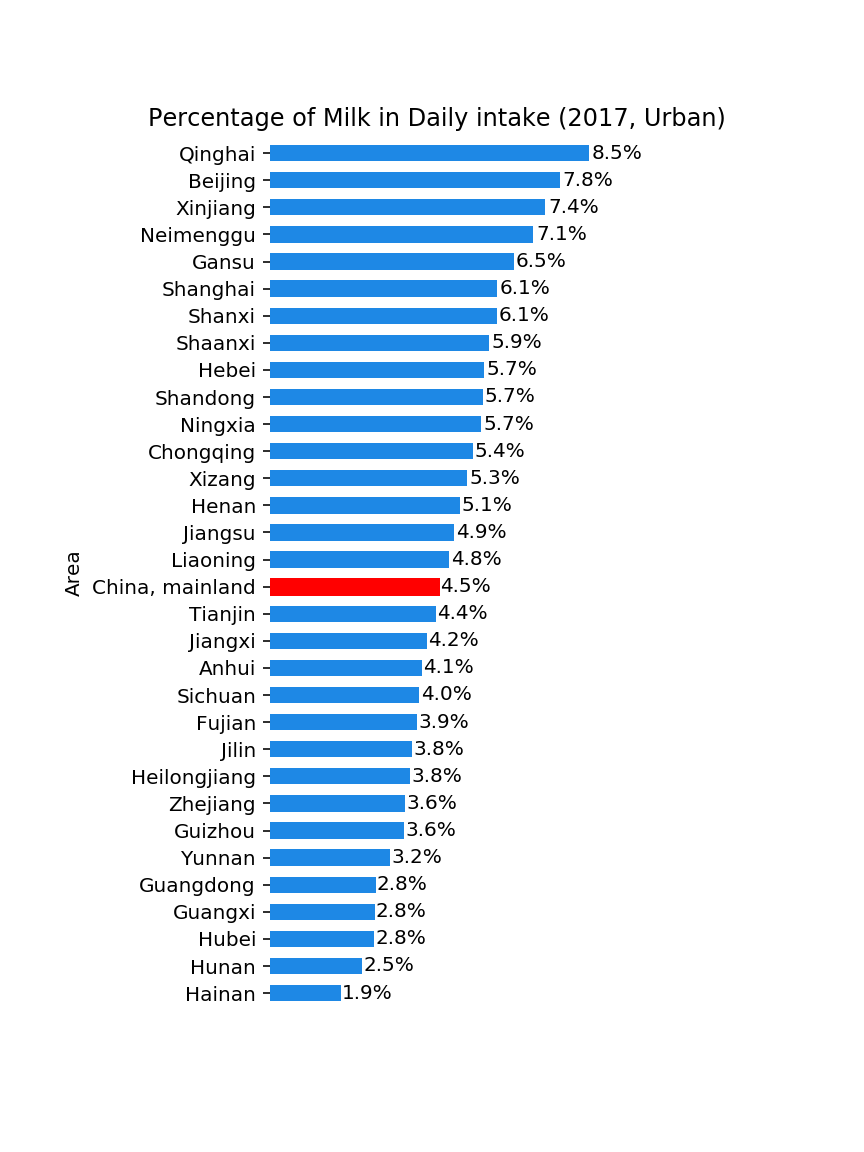 Percentage of Milk in Daily intake (2017, Urban)
Qinghai 8.5%
Beijing 7.8%
Xinjiang 7.4%
Neimenggu 7.1%
Gansu 6.5%
Shanghai 6.1%
Shanxi 6.1%
Shaanxi 5.9%
Hebei 5.7%
Shandong 5.7%
Ningxia 5.7%
Chongqing 5.4%
Xizang 5.3%
Henan 5.1%
Jiangsu 4.9%
Liaoning 4.8%
Area
China, mainland 4.5%
Tianjin 4.4%
Jiangxi 4.2%
Anhui 4.1%
Sichuan 4.0%
Fujian 3.9%
Jilin 3.8%
Heilongjiang 3.8%
Zhejiang 3.6%
Guizhou 3.6%
Yunnan 3.2%
Guangdong 2.8%
Guangxi 2.8%
Hubei 2.8%
Hunan 2.5%
Hainan 1.9%